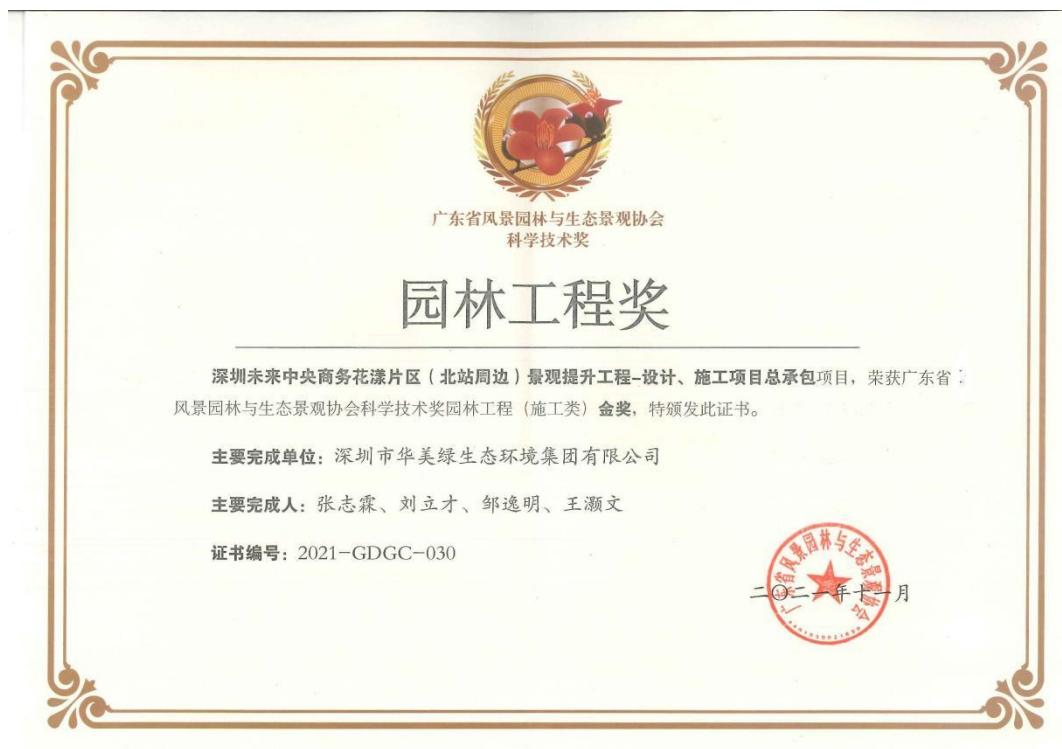 广东省风景园林与生态景观协会
科学技术奖
园林工程奖
深圳未来中央商务花漾片区（北站周边）景观提升工程-设计、施工项目总承包项目，荣获广东省
风景园林与生态景观协会科学技术奖园林工程（施工类）金奖，特颁发此证书。
主要完成单位：深圳市华美绿生态环境集团有限公司
主要完成人：张志霖、刘立才、邹逸明、王灏文
证书编号：2021-GDGC-030
广东省风景园林与生态景观协会
二〇二一年十一月